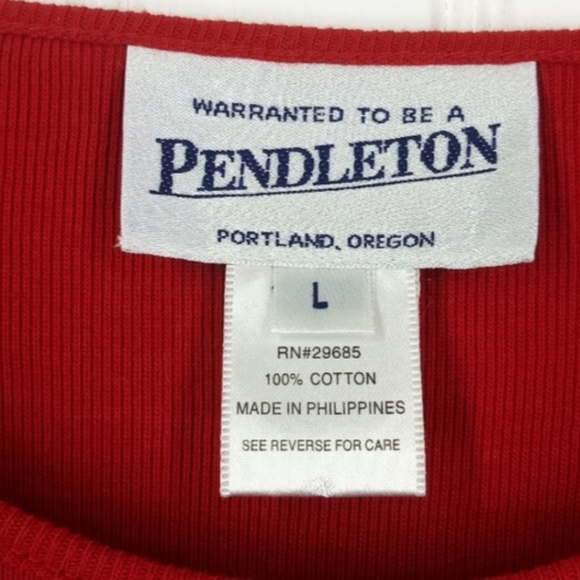 WARRANTED TO BE A
PENDLETON
PORTLAND, OREGON
L
RN#29685
100% COTTON
MADE IN PHILIPPINES
SEE REVERSE FOR CARE